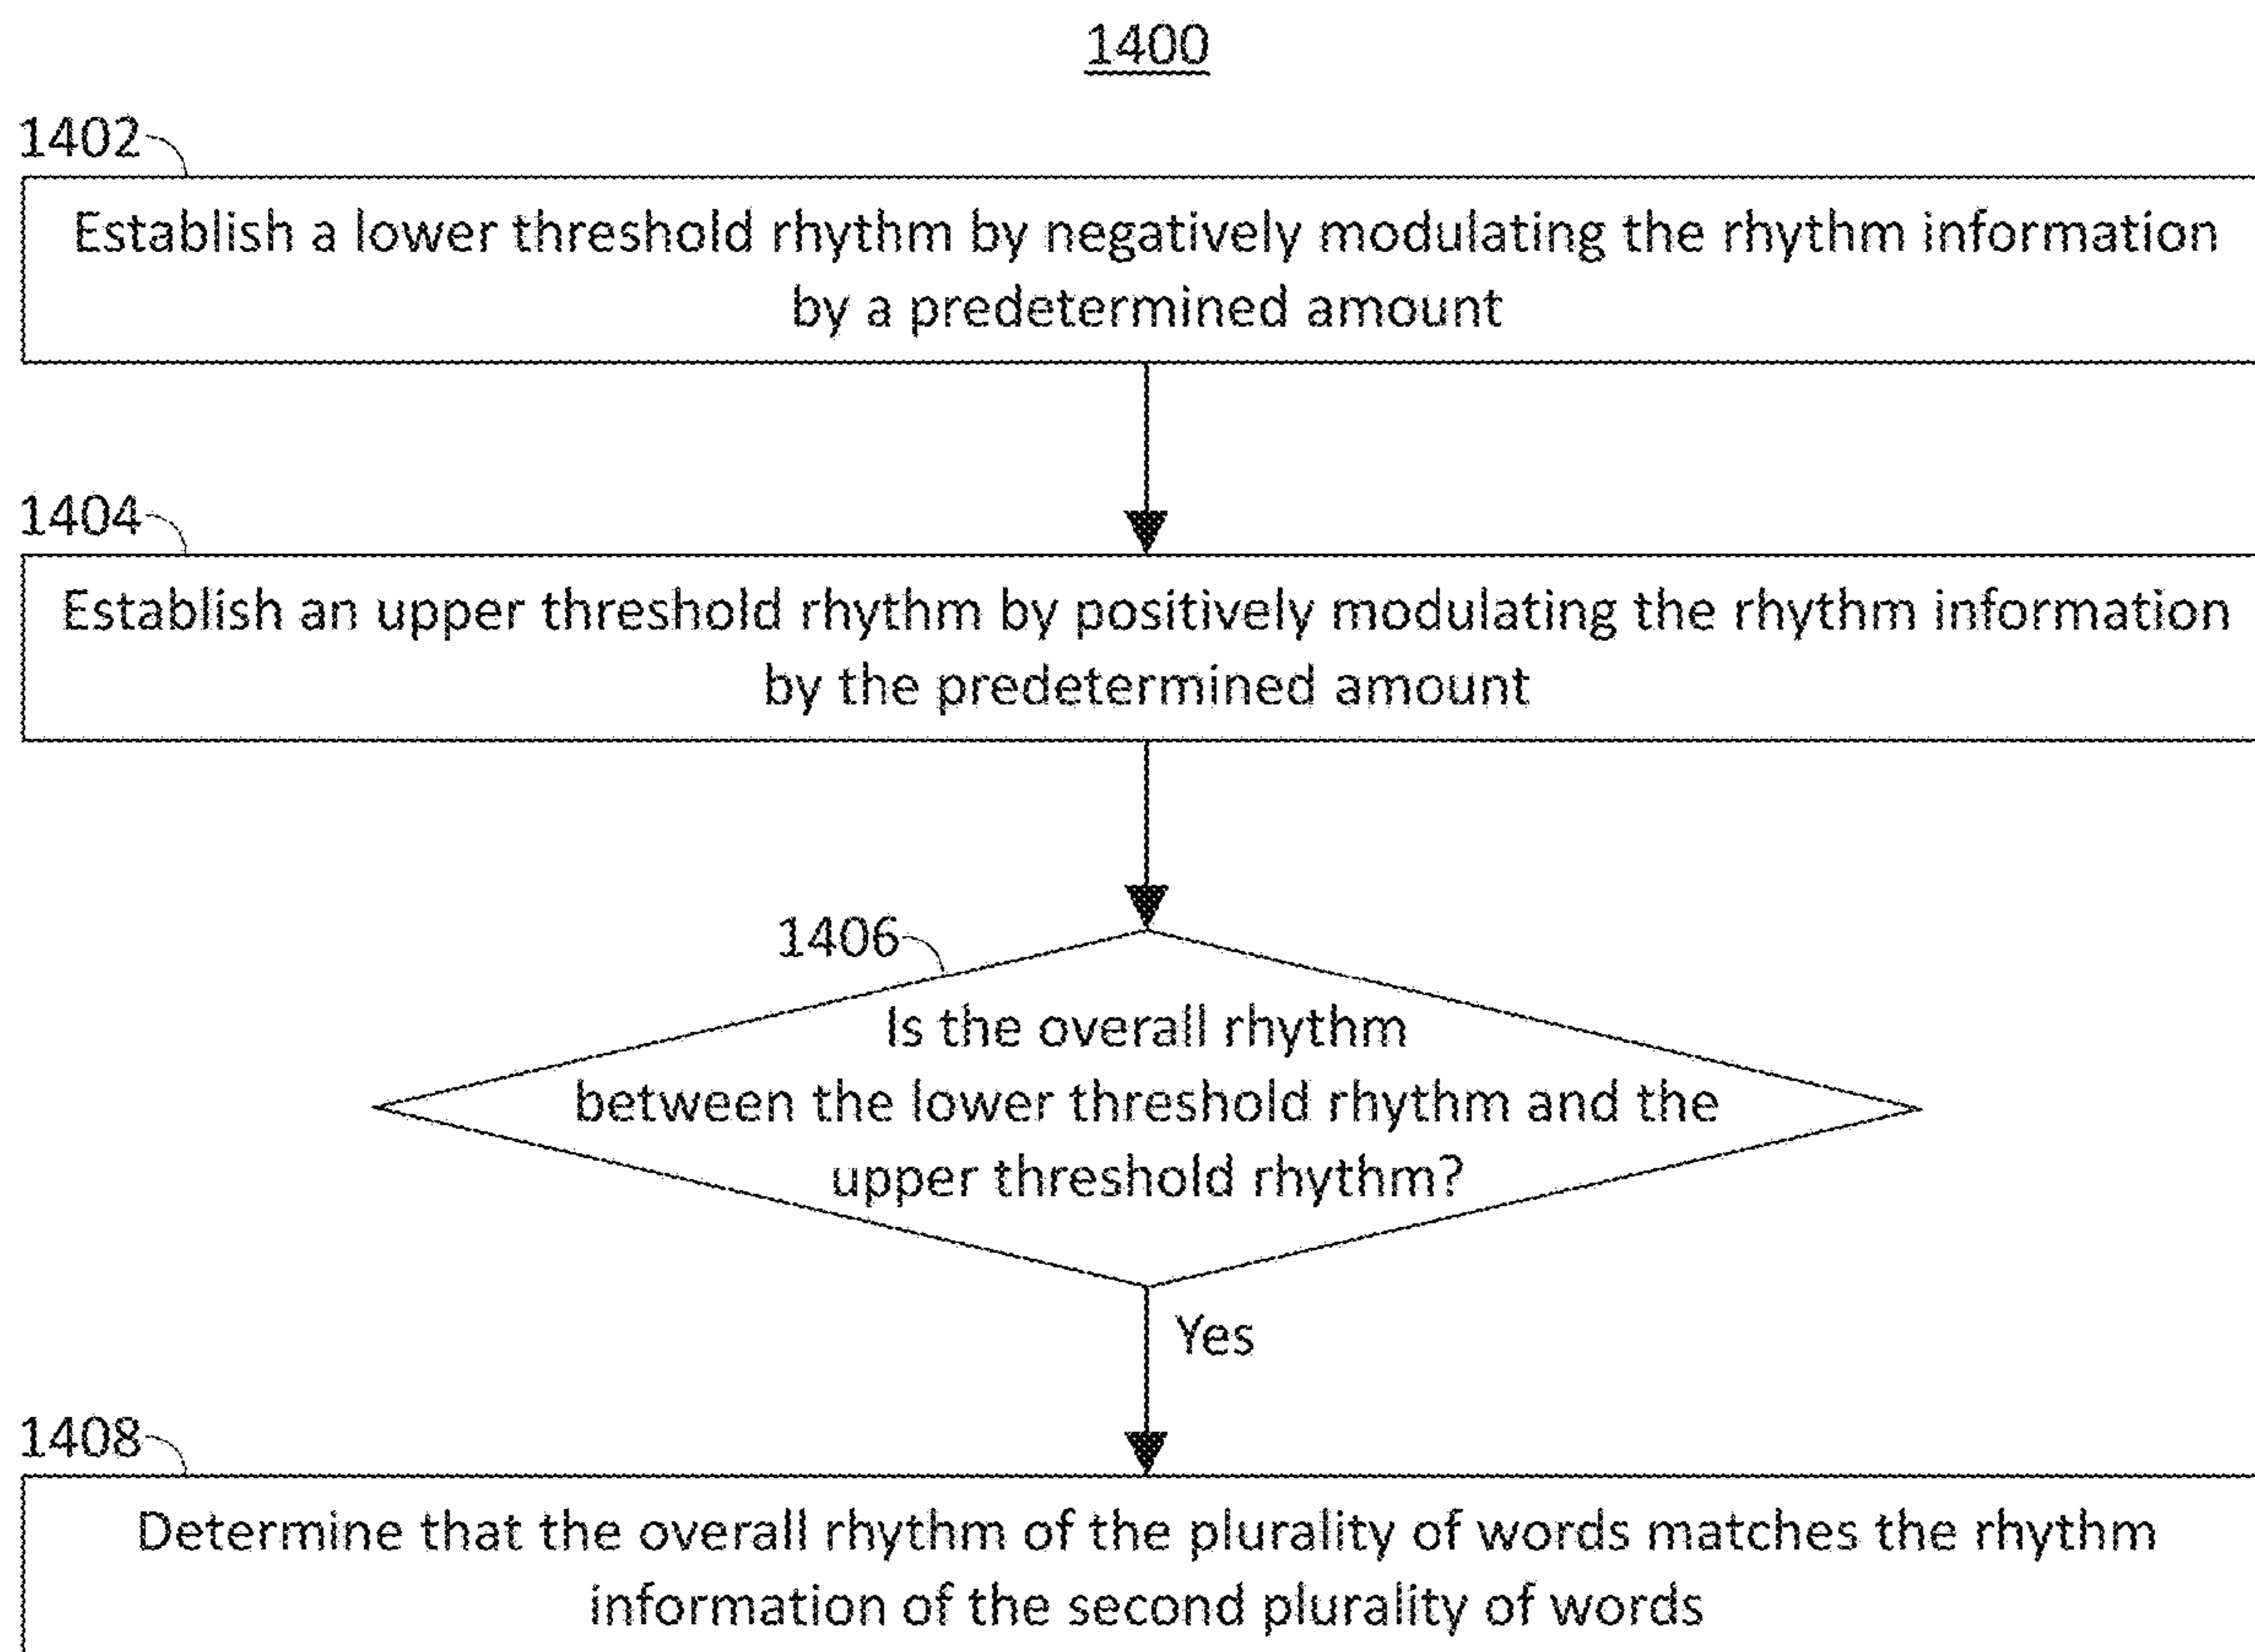 1400
1402
Establish a lower threshold rhythm by negatively modulating the rhythm information
by a predetermined amount
1404
Establish an upper threshold rhythm by positively modulating the rhythm information
by the predetermined amount
1406
Is the overall rhythm
between the lower threshold rhythm and the
upper threshold rhythm?
Yes
1408
Determine that the overall rhythm of the plurality of words matches the rhythm
information of the second plurality of words